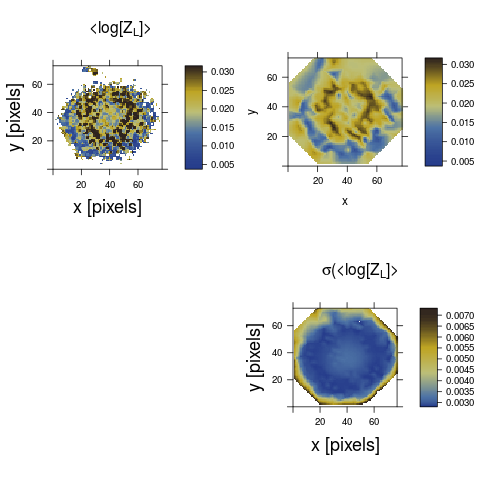 <log[Z_L]>
60
40
20
20 40 60
y [pixels]
x [pixels]
0.030
0.025
0.020
0.015
0.010
0.005
60
40
20
20 40 60
y
x
0.030
0.025
0.020
0.015
0.010
0.005
σ(<log[Z_L]>
60
40
20
20 40 60
y [pixels]
x [pixels]
0.0070
0.0065
0.0060
0.0055
0.0050
0.0045
0.0040
0.0035
0.0030